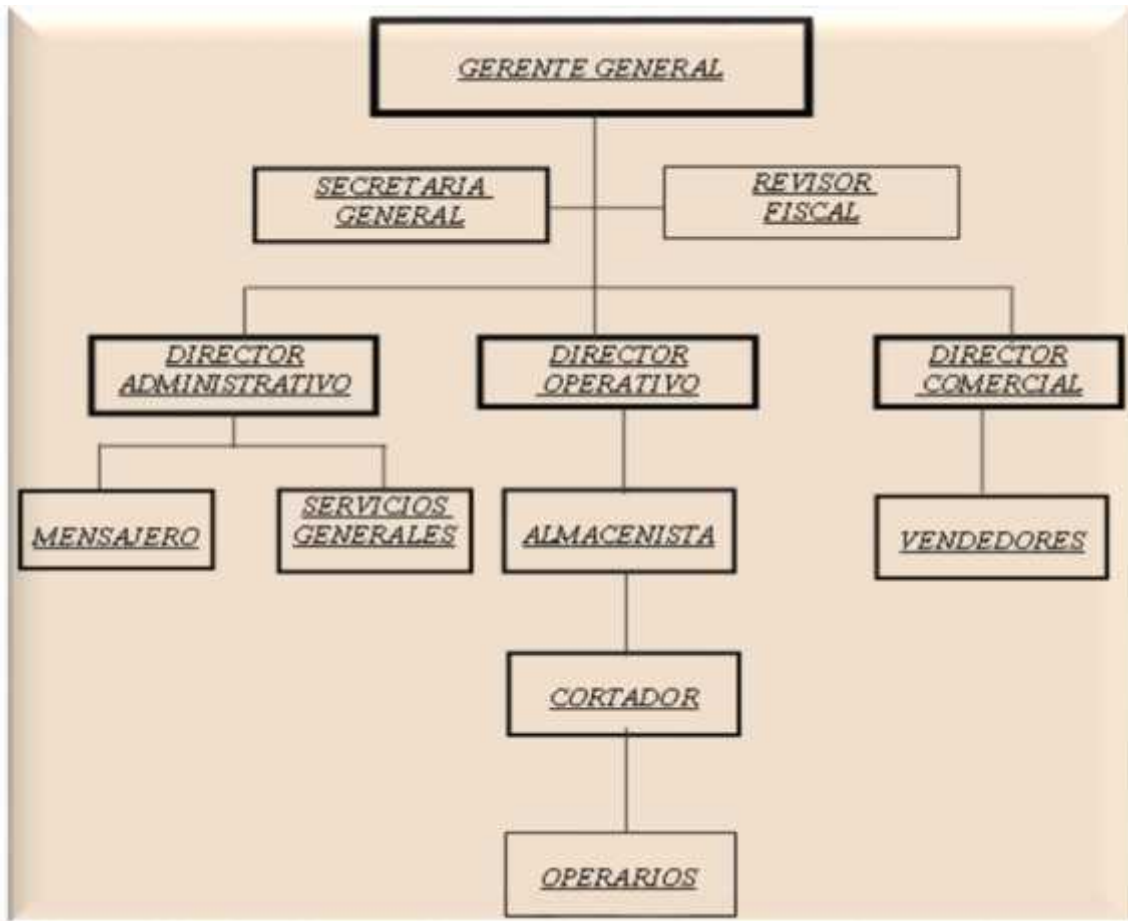 GERENTE GENERAL
SECRETARIA
GENERAL
REVISOR
FISCAL
DIRECTOR
ADMINISTRATIVO
DIRECTOR
OPERATIVO
DIRECTOR
COMERCIAL
MENSAJERO
SERVICIOS
GENERALES
ALMACENISTA
VENDEDORES
CORTADOR
OPERARIOS